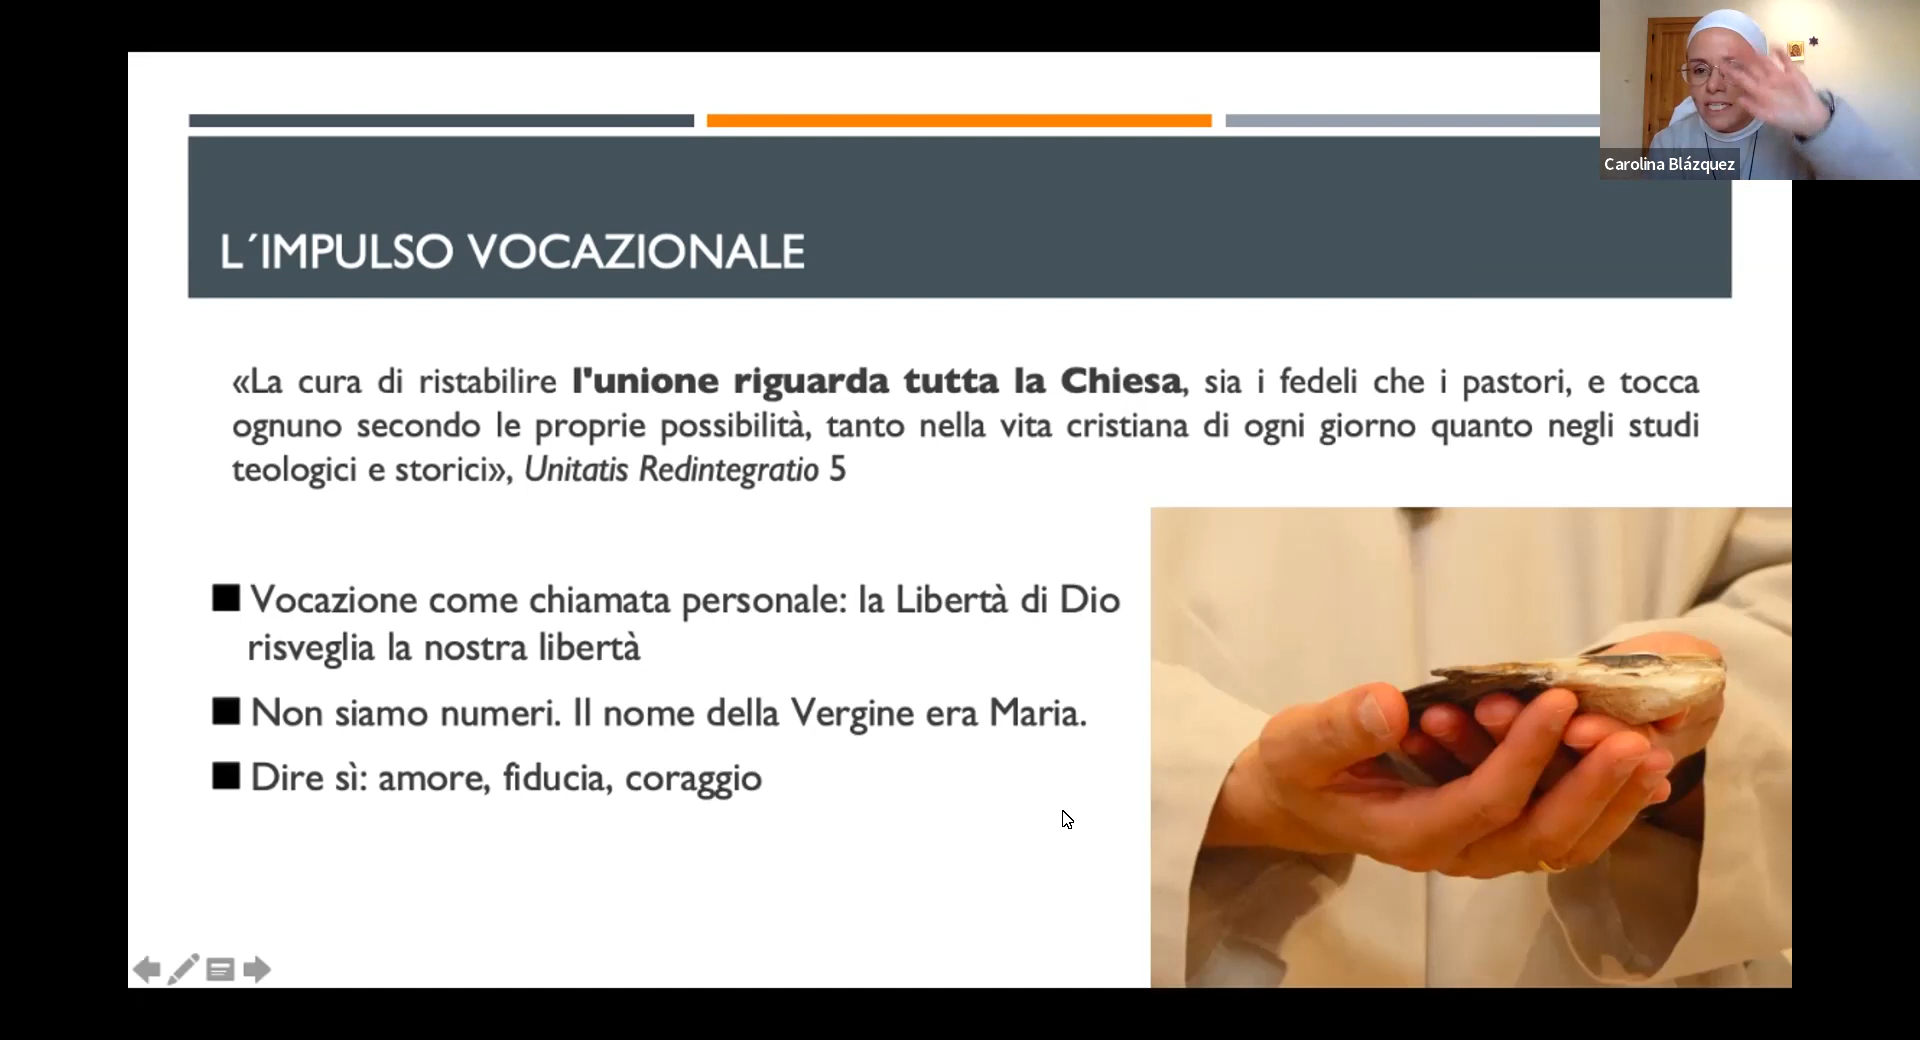 Carolina Blázquez
L´IMPULSO VOCAZIONALE
«La cura di ristabilire l'unione riguarda tutta la Chiesa, sia i fedeli che i pastori, e tocca
ognuno secondo le proprie possibilità, tanto nella vita cristiana di ogni giorno quanto negli studi
teologici e storici», Unitatis Redintegratio 5
■ Vocazione come chiamata personale: la Libertà di Dio
risveglia la nostra libertà
■ Non siamo numeri. Il nome della Vergine era Maria.
■ Dire sì: amore, fiducia, coraggio